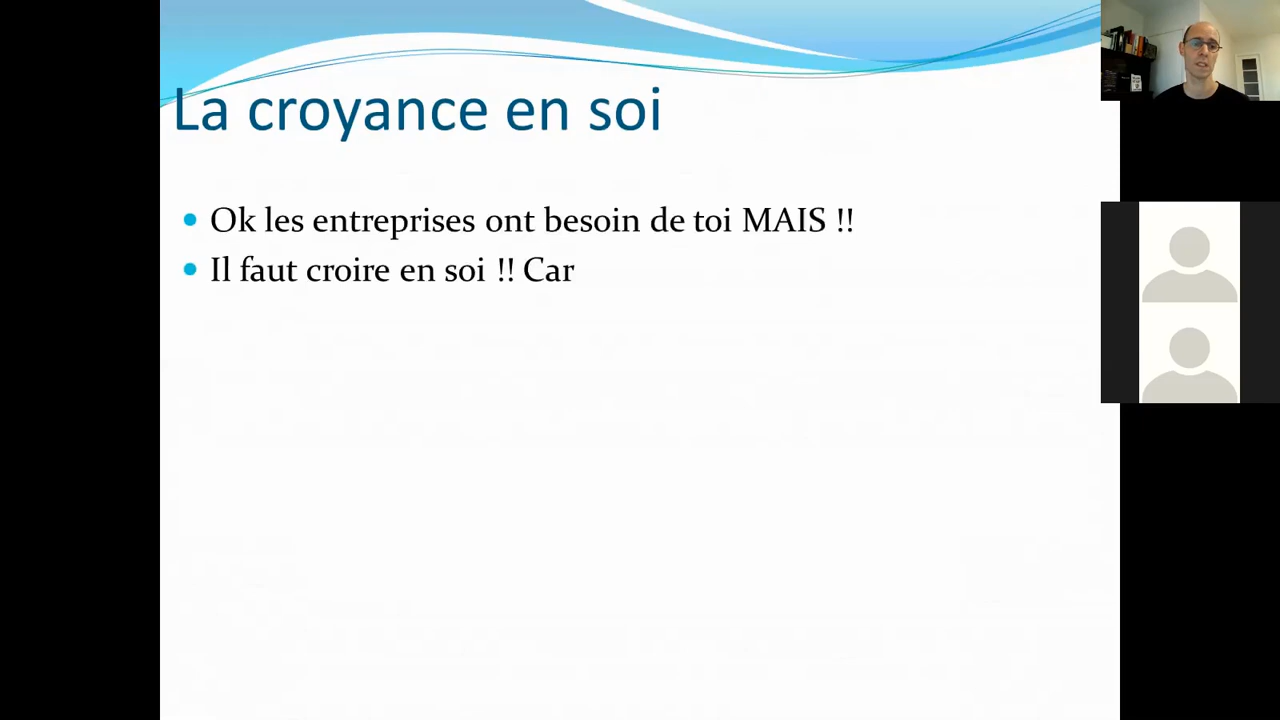 La croyance en soi
Ok les entreprises ont besoin de toi MAIS !!
Il faut croire en soi !! Car